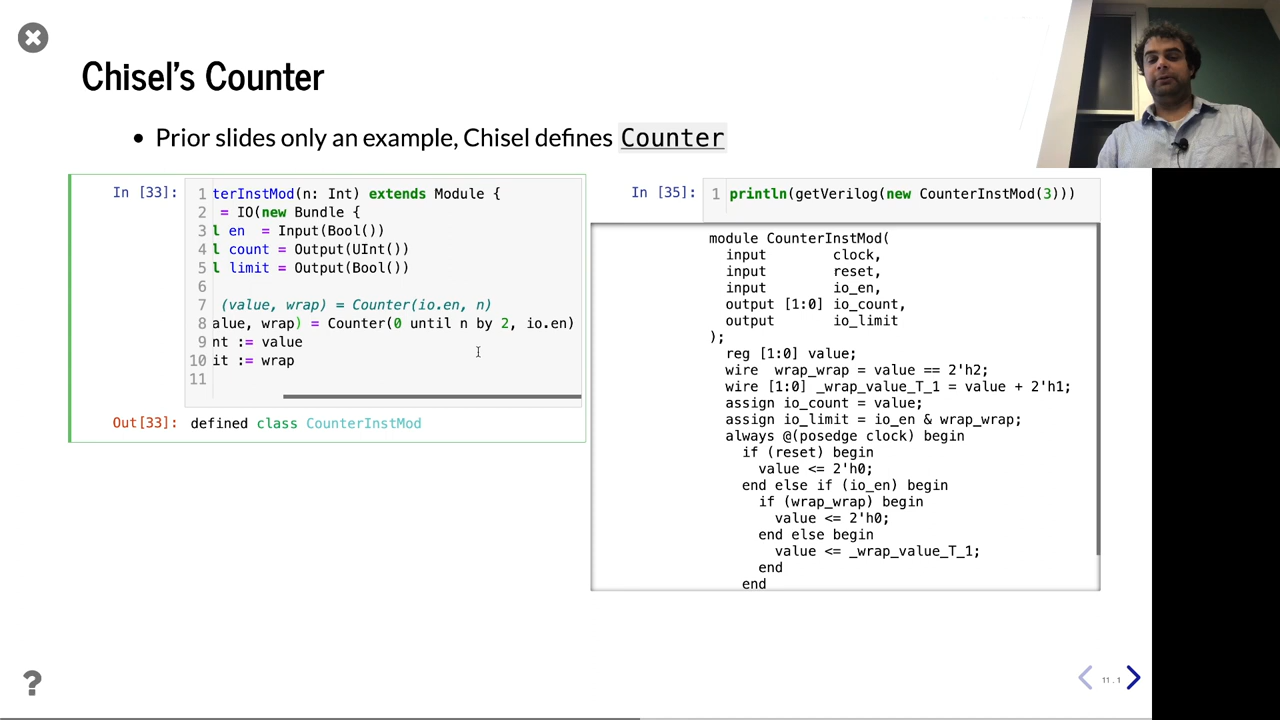 Chisel's Counter
• Prior slides only an example, Chisel defines Counter
In [33]:
1 terInstMod(n: Int) extends Module {
2 = IO(new Bundle {
3 l en = Input(Bool())
4 l count = Output(UInt())
5 l limit = Output(Bool())
6
7 (value, wrap) = Counter(io.en, n)
8 alue, wrap) = Counter(0 until n by 2, io.en)
9 nt := value
10 it := wrap
11
Out[33]: defined class CounterInstMod
In [35]: 1 println(getVerilog(new CounterInstMod(3)))
module CounterInstMod(
input clock,
input reset,
input io_en,
output [1:0] io_count,
output io_limit
);
reg [1:0] value;
wire wrap_wrap = value == 2'h2;
wire [1:0] _wrap_value_T_1 = value + 2'h1;
assign io_count = value;
assign io_limit = io_en & wrap_wrap;
always @(posedge clock) begin
if (reset) begin
value <= 2'h0;
end else if (io_en) begin
if (wrap_wrap) begin
value <= 2'h0;
end else begin
value <= _wrap_value_T_1;
end
end
?
11.1